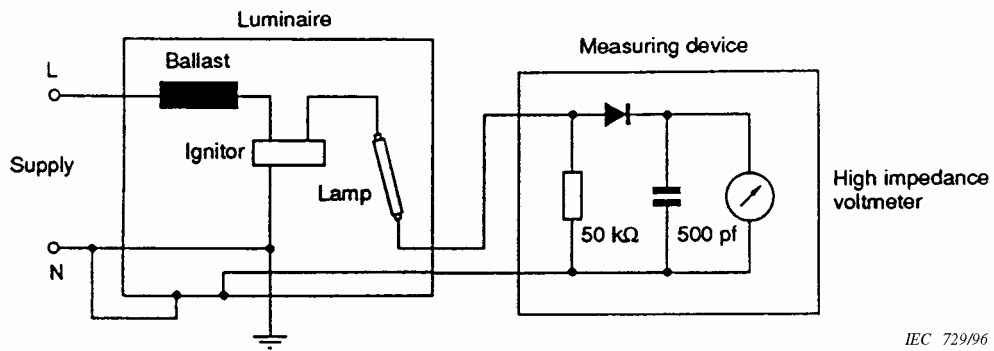 Luminaire
Measuring device
L
Ballast
Ignitor
Supply
Lamp
High impedance
voltmeter
50 kΩ
500 pf
N
IEC 729/96